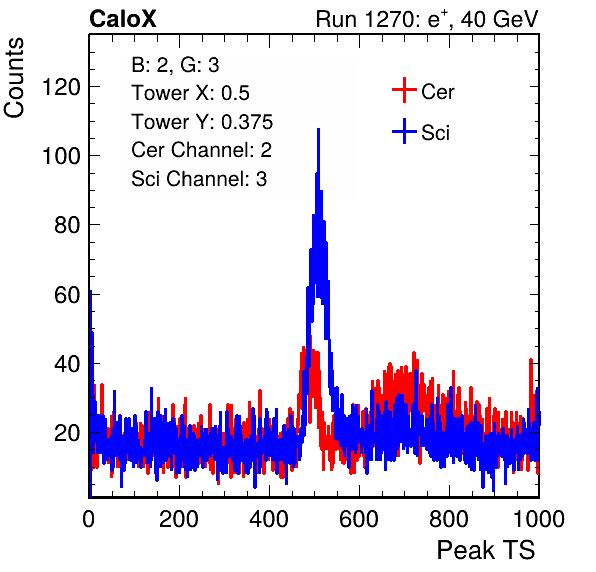 CaloX
Run 1270: e⁺, 40 GeV
B: 2, G: 3
Tower X: 0.5
Tower Y: 0.375
Cer Channel: 2
Sci Channel: 3
Cer
Sci
Counts
120
100
80
60
40
20
0 200 400 600 800 1000
Peak TS